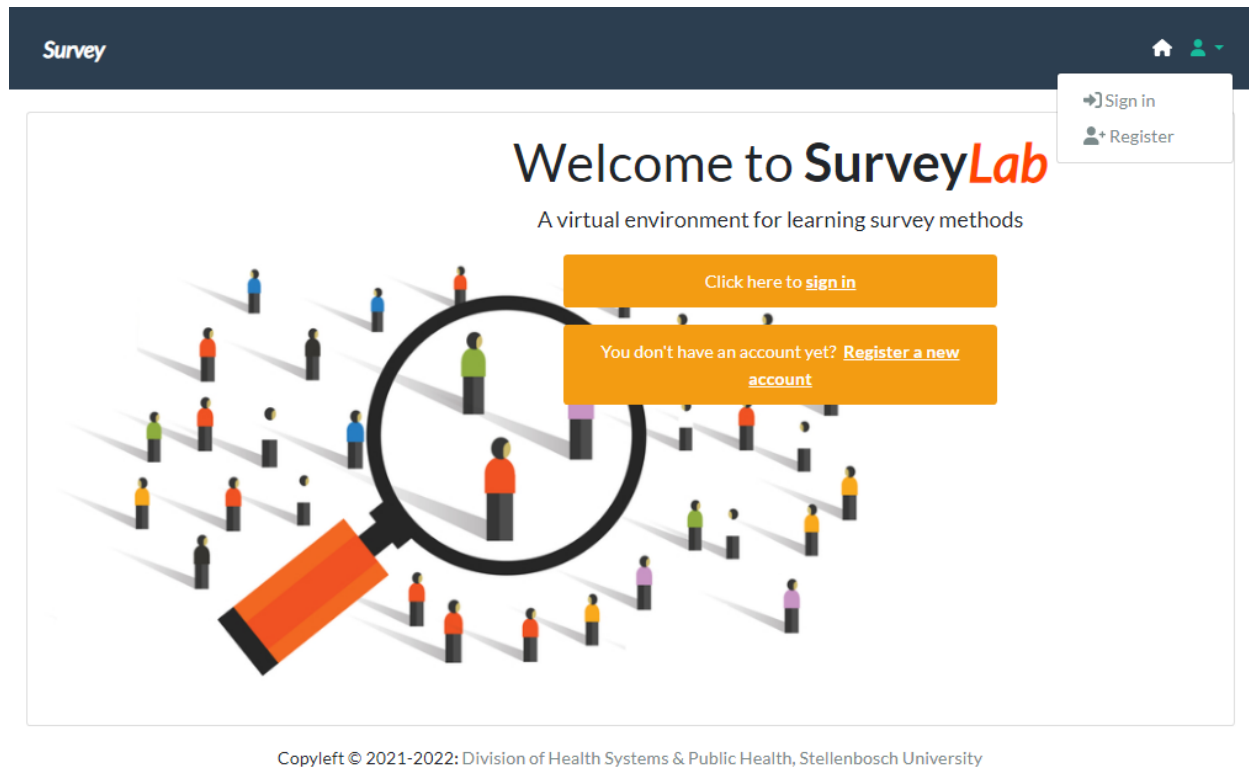 Survey
Sign in
Register
Welcome to SurveyLab
A virtual environment for learning survey methods
Click here to sign in
You don't have an account yet? Register a new
account
Copyleft © 2021-2022: Division of Health Systems & Public Health, Stellenbosch University